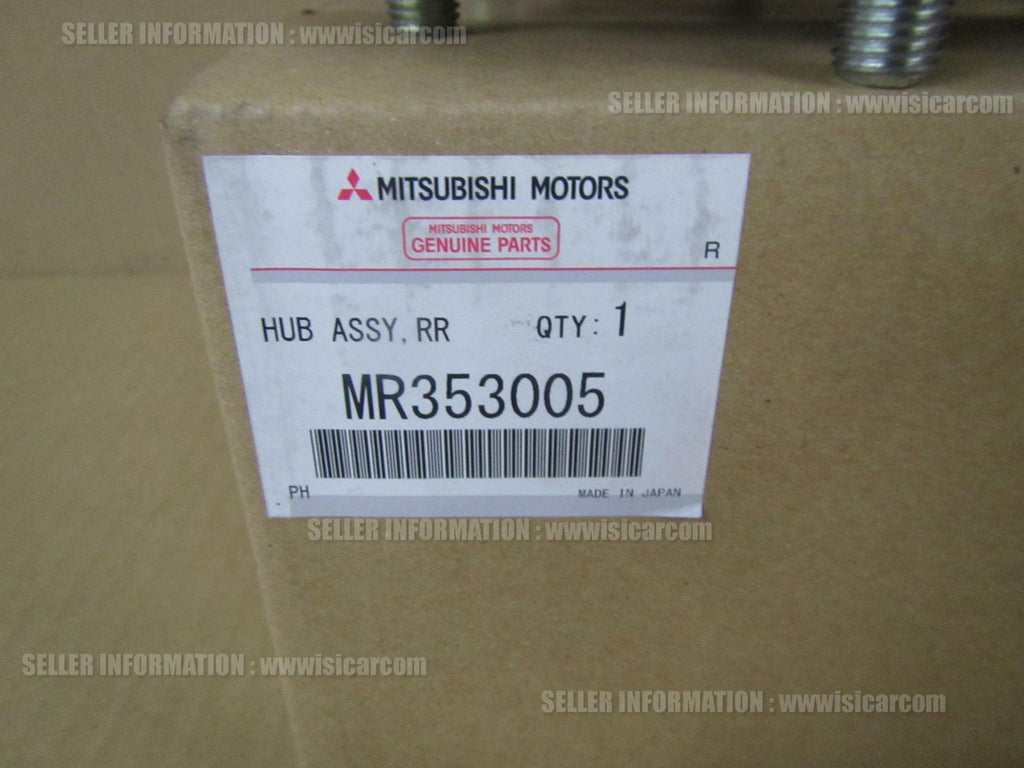 SELLER INFORMATION : wwwisicarcom
SELLER INFORMATION : wwwisicarcom
MITSUBISHI MOTORS
MITSUBISHI MOTORS
GENUINE PARTS
R
HUB ASSY,RR QTY: 1
MR353005
PH MADE IN JAPAN
SELLER INFORMATION : wwwisicarcom
SELLER INFORMATION : wwwisicarcom
SELLER INFORMATION : wwwisicarcom